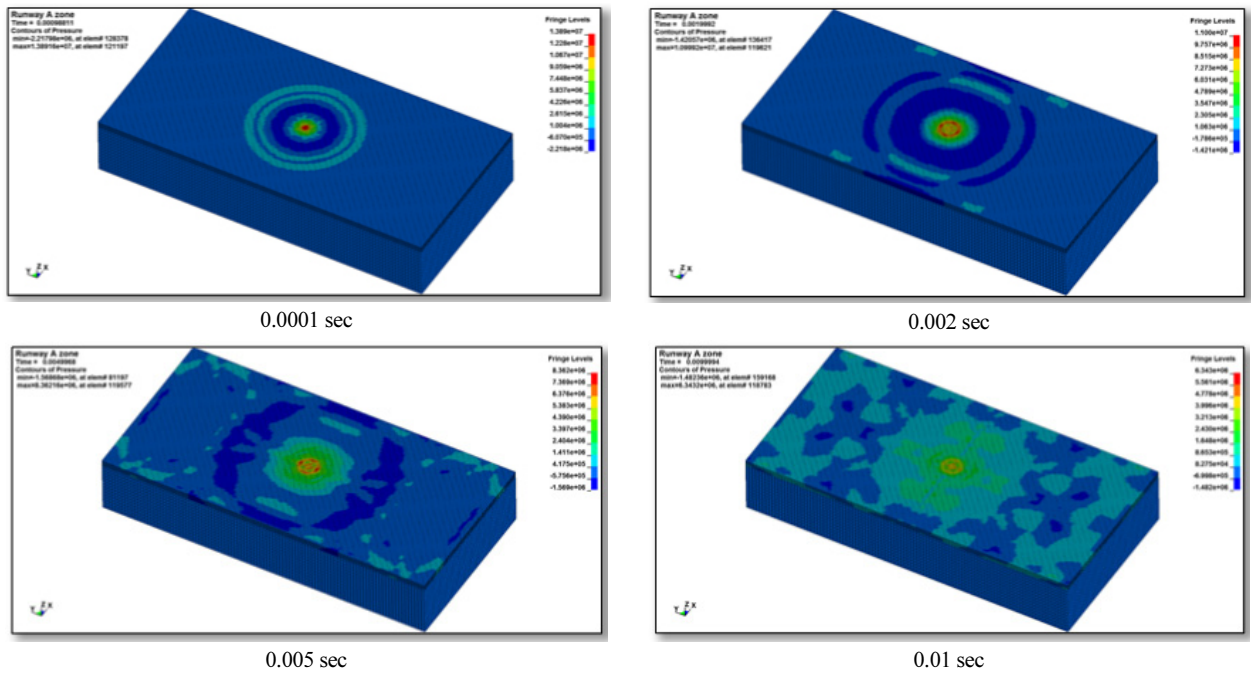 Runway A zone
Time = 0.00098811
Contours of Pressure
min=-2.21798e+06, at elem# 128378
max=1.38916e+07, at elem# 121197
Fringe Levels
1.389e+07
1.228e+07
1.067e+07
9.059e+06
7.448e+06
5.837e+06
4.226e+06
2.615e+06
1.004e+06
-6.070e+05
-2.218e+06
Y Z X
0.0001 sec
Runway A zone
Time = 0.0019992
Contours of Pressure
min=-1.42057e+06, at elem# 136417
max=1.09992e+07, at elem# 119621
Fringe Levels
1.100e+07
9.757e+06
8.515e+06
7.273e+06
6.031e+06
4.789e+06
3.547e+06
2.305e+06
1.063e+06
-1.786e+05
-1.421e+06
Y Z X
0.002 sec
Runway A zone
Time = 0.0049968
Contours of Pressure
min=-1.56868e+06, at elem# 81197
max=8.36216e+06, at elem# 119577
Fringe Levels
8.362e+06
7.369e+06
6.376e+06
5.383e+06
4.390e+06
3.397e+06
2.404e+06
1.411e+06
4.175e+05
-5.756e+05
-1.569e+06
Y Z X
0.005 sec
Runway A zone
Time = 0.0099994
Contours of Pressure
min=-1.48236e+06, at elem# 159168
max=6.3432e+06, at elem# 118783
Fringe Levels
6.343e+06
5.561e+06
4.778e+06
3.996e+06
3.213e+06
2.430e+06
1.648e+06
8.653e+05
8.275e+04
-6.998e+05
-1.482e+06
Y Z X
0.01 sec